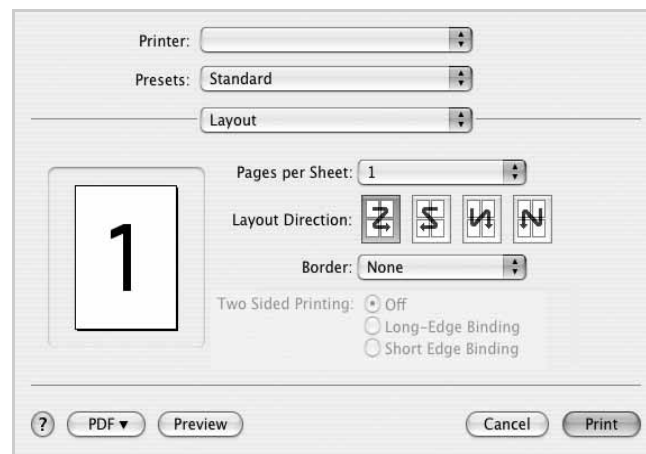 Printer:
Presets: Standard
Layout
Pages per Sheet: 1
Layout Direction:
1
Border: None
Two Sided Printing: Off
Long-Edge Binding
Short Edge Binding
? PDF▼ Preview Cancel Print